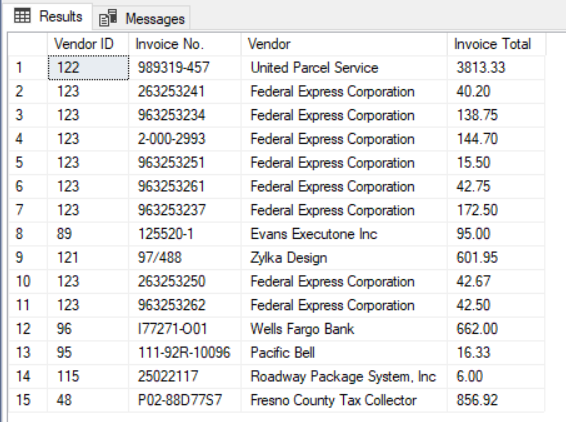 Results Messages
Vendor ID Invoice No. Vendor Invoice Total
1 122 989319-457 United Parcel Service 3813.33
2 123 263253241 Federal Express Corporation 40.20
3 123 963253234 Federal Express Corporation 138.75
4 123 2-000-2993 Federal Express Corporation 144.70
5 123 963253251 Federal Express Corporation 15.50
6 123 963253261 Federal Express Corporation 42.75
7 123 963253237 Federal Express Corporation 172.50
8 89 125520-1 Evans Executone Inc 95.00
9 121 97/488 Zylka Design 601.95
10 123 263253250 Federal Express Corporation 42.67
11 123 963253262 Federal Express Corporation 42.50
12 96 I77271-O01 Wells Fargo Bank 662.00
13 95 111-92R-10096 Pacific Bell 16.33
14 115 25022117 Roadway Package System, Inc 6.00
15 48 P02-88D77S7 Fresno County Tax Collector 856.92